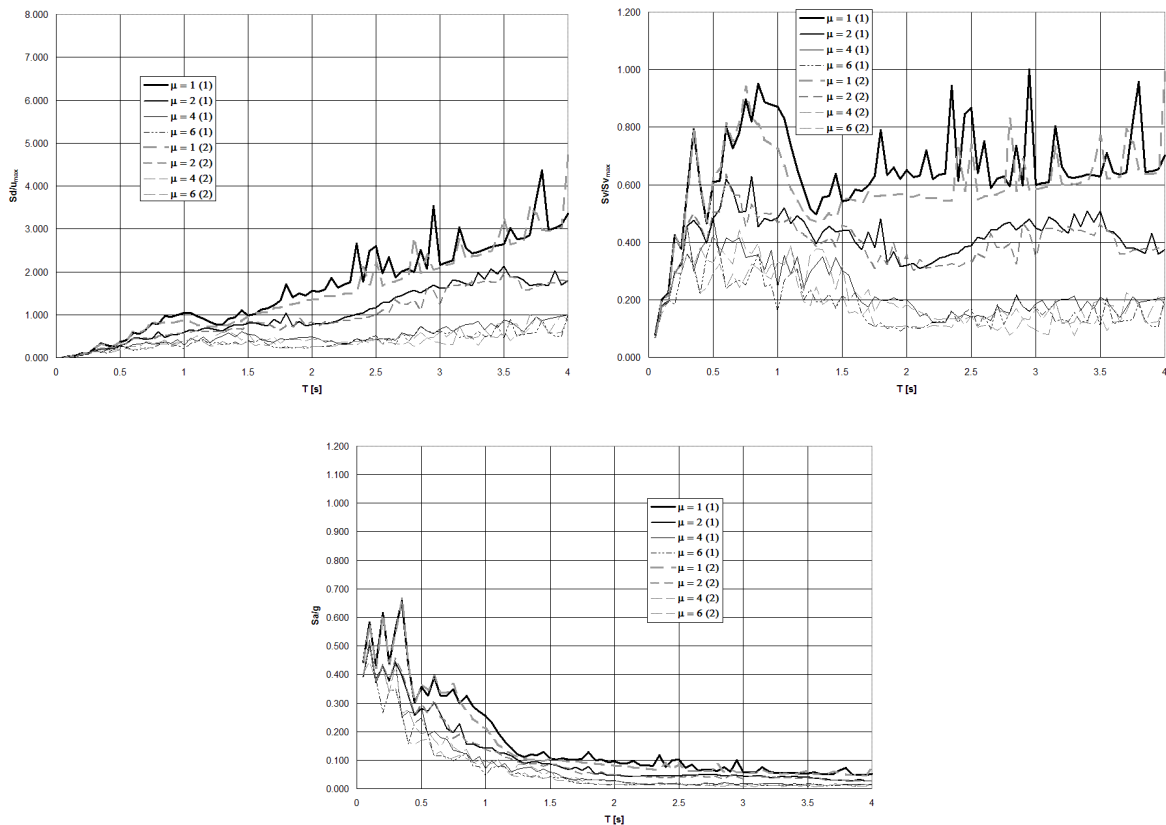 8.000
7.000
6.000
5.000
4.000
3.000
2.000
1.000
0.000
Sd/umax
μ = 1 (1)
μ = 2 (1)
μ = 4 (1)
μ = 6 (1)
μ = 1 (2)
μ = 2 (2)
μ = 4 (2)
μ = 6 (2)
0 0.5 1 1.5 2 2.5 3 3.5 4
T [s]
1.200
1.000
0.800
0.600
0.400
0.200
0.000
Sv/Svmax
μ = 1 (1)
μ = 2 (1)
μ = 4 (1)
μ = 6 (1)
μ = 1 (2)
μ = 2 (2)
μ = 4 (2)
μ = 6 (2)
0 0.5 1 1.5 2 2.5 3 3.5 4
T [s]
1.200
1.100
1.000
0.900
0.800
0.700
0.600
0.500
0.400
0.300
0.200
0.100
0.000
Sa/g
μ = 1 (1)
μ = 2 (1)
μ = 4 (1)
μ = 6 (1)
μ = 1 (2)
μ = 2 (2)
μ = 4 (2)
μ = 6 (2)
0 0.5 1 1.5 2 2.5 3 3.5 4
T [s]